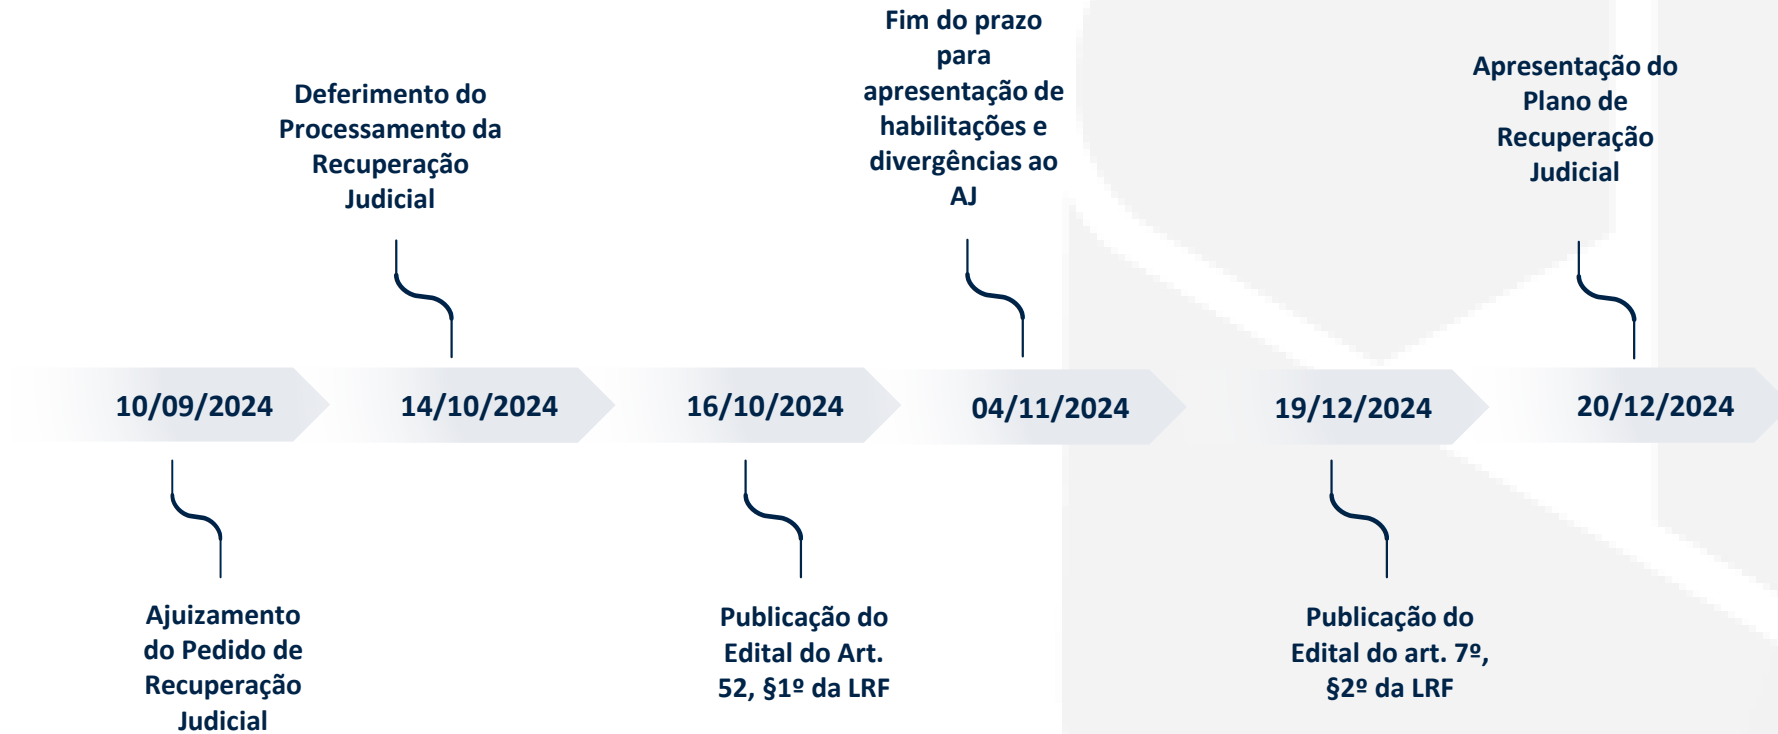 Fim do prazo
para
apresentação de
habilitações e
divergências ao
AJ
Deferimento do
Processamento da
Recuperação
Judicial
Apresentação do
Plano de
Recuperação
Judicial
10/09/2024
14/10/2024
16/10/2024
04/11/2024
19/12/2024
20/12/2024
Ajuizamento
do Pedido de
Recuperação
Judicial
Publicação do
Edital do Art.
52, §1º da LRF
Publicação do
Edital do art. 7º,
§2º da LRF